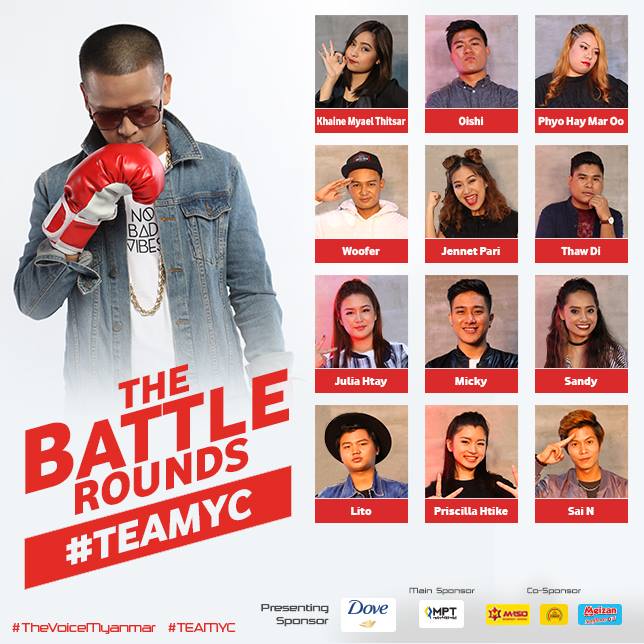 NO
BAD
VIBES
THE
BATTLE
ROUNDS
#TEAMYC
Khaine Myael Thitsar
Oishi
Phyo Hay Mar Oo
Woofer
Jennet Pari
Thaw Di
Julia Htay
Micky
Sandy
Lito
Priscilla Htike
Sai N
#TheVoiceMyanmar #TEAMYC
Presenting
Sponsor
Dove
Main Sponsor
MPT
Co-Sponsor
MISO
Meizan